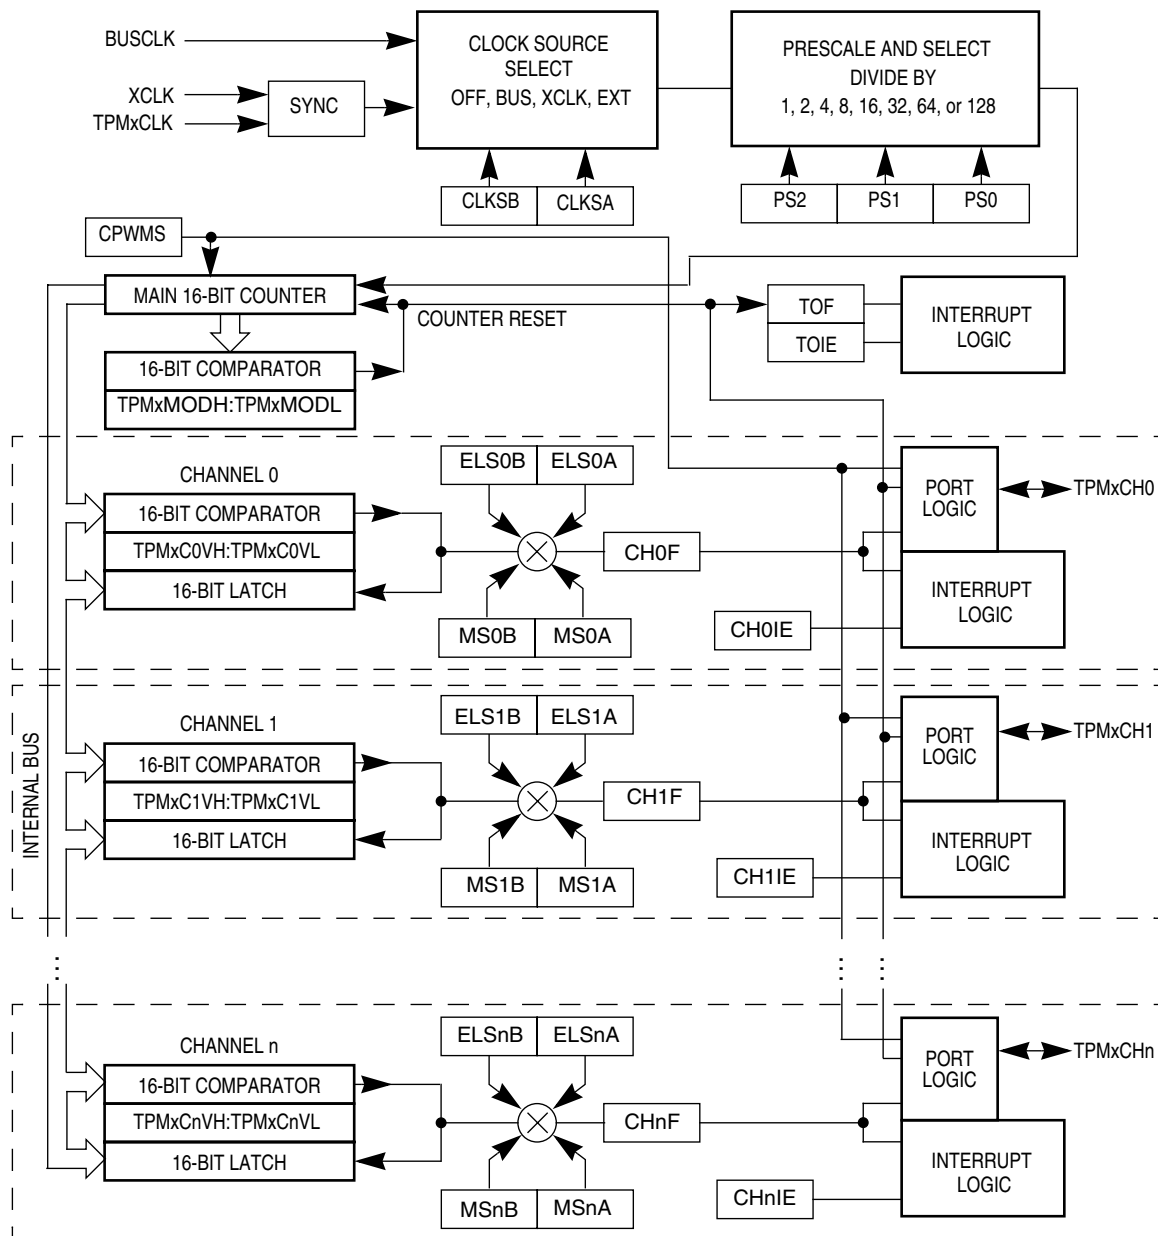 BUSCLK
XCLK
TPMxCLK
SYNC
CLOCK SOURCE
SELECT
OFF, BUS, XCLK, EXT
PRESCALE AND SELECT
DIVIDE BY
1, 2, 4, 8, 16, 32, 64, or 128
CLKSB
CLKSA
PS2
PS1
PS0
CPWMS
MAIN 16-BIT COUNTER
COUNTER RESET
TOF
TOIE
INTERRUPT
LOGIC
16-BIT COMPARATOR
TPMxMODH:TPMxMODL
INTERNAL BUS
CHANNEL 0
16-BIT COMPARATOR
TPMxC0VH:TPMxC0VL
16-BIT LATCH
ELS0B
ELS0A
MS0B
MS0A
CH0F
CH0IE
PORT
LOGIC
TPMxCH0
INTERRUPT
LOGIC
CHANNEL 1
16-BIT COMPARATOR
TPMxC1VH:TPMxC1VL
16-BIT LATCH
ELS1B
ELS1A
MS1B
MS1A
CH1F
CH1IE
PORT
LOGIC
TPMxCH1
INTERRUPT
LOGIC
CHANNEL n
16-BIT COMPARATOR
TPMxCnVH:TPMxCnVL
16-BIT LATCH
ELSnB
ELSnA
MSnB
MSnA
CHnF
CHnIE
PORT
LOGIC
TPMxCHn
INTERRUPT
LOGIC